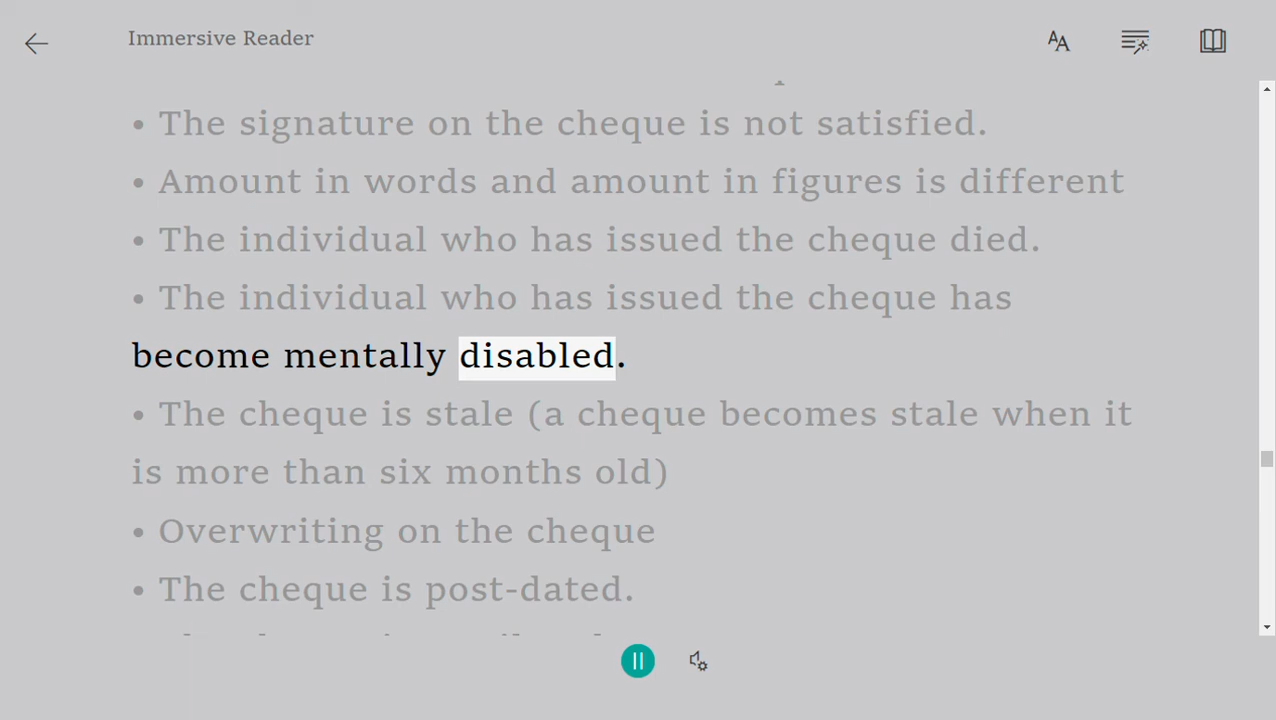 Immersive Reader
• The signature on the cheque is not satisfied.
• Amount in words and amount in figures is different
• The individual who has issued the cheque died.
• The individual who has issued the cheque has
become mentally disabled.
• The cheque is stale (a cheque becomes stale when it
is more than six months old)
• Overwriting on the cheque
• The cheque is post-dated.